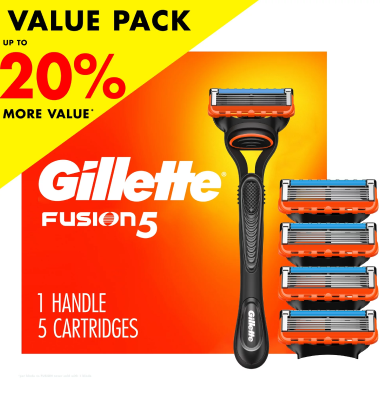 VALUE PACK
UP TO
20%
MORE VALUE*
Gillette®
FUSION5
1 HANDLE
5 CARTRIDGES
Gillette